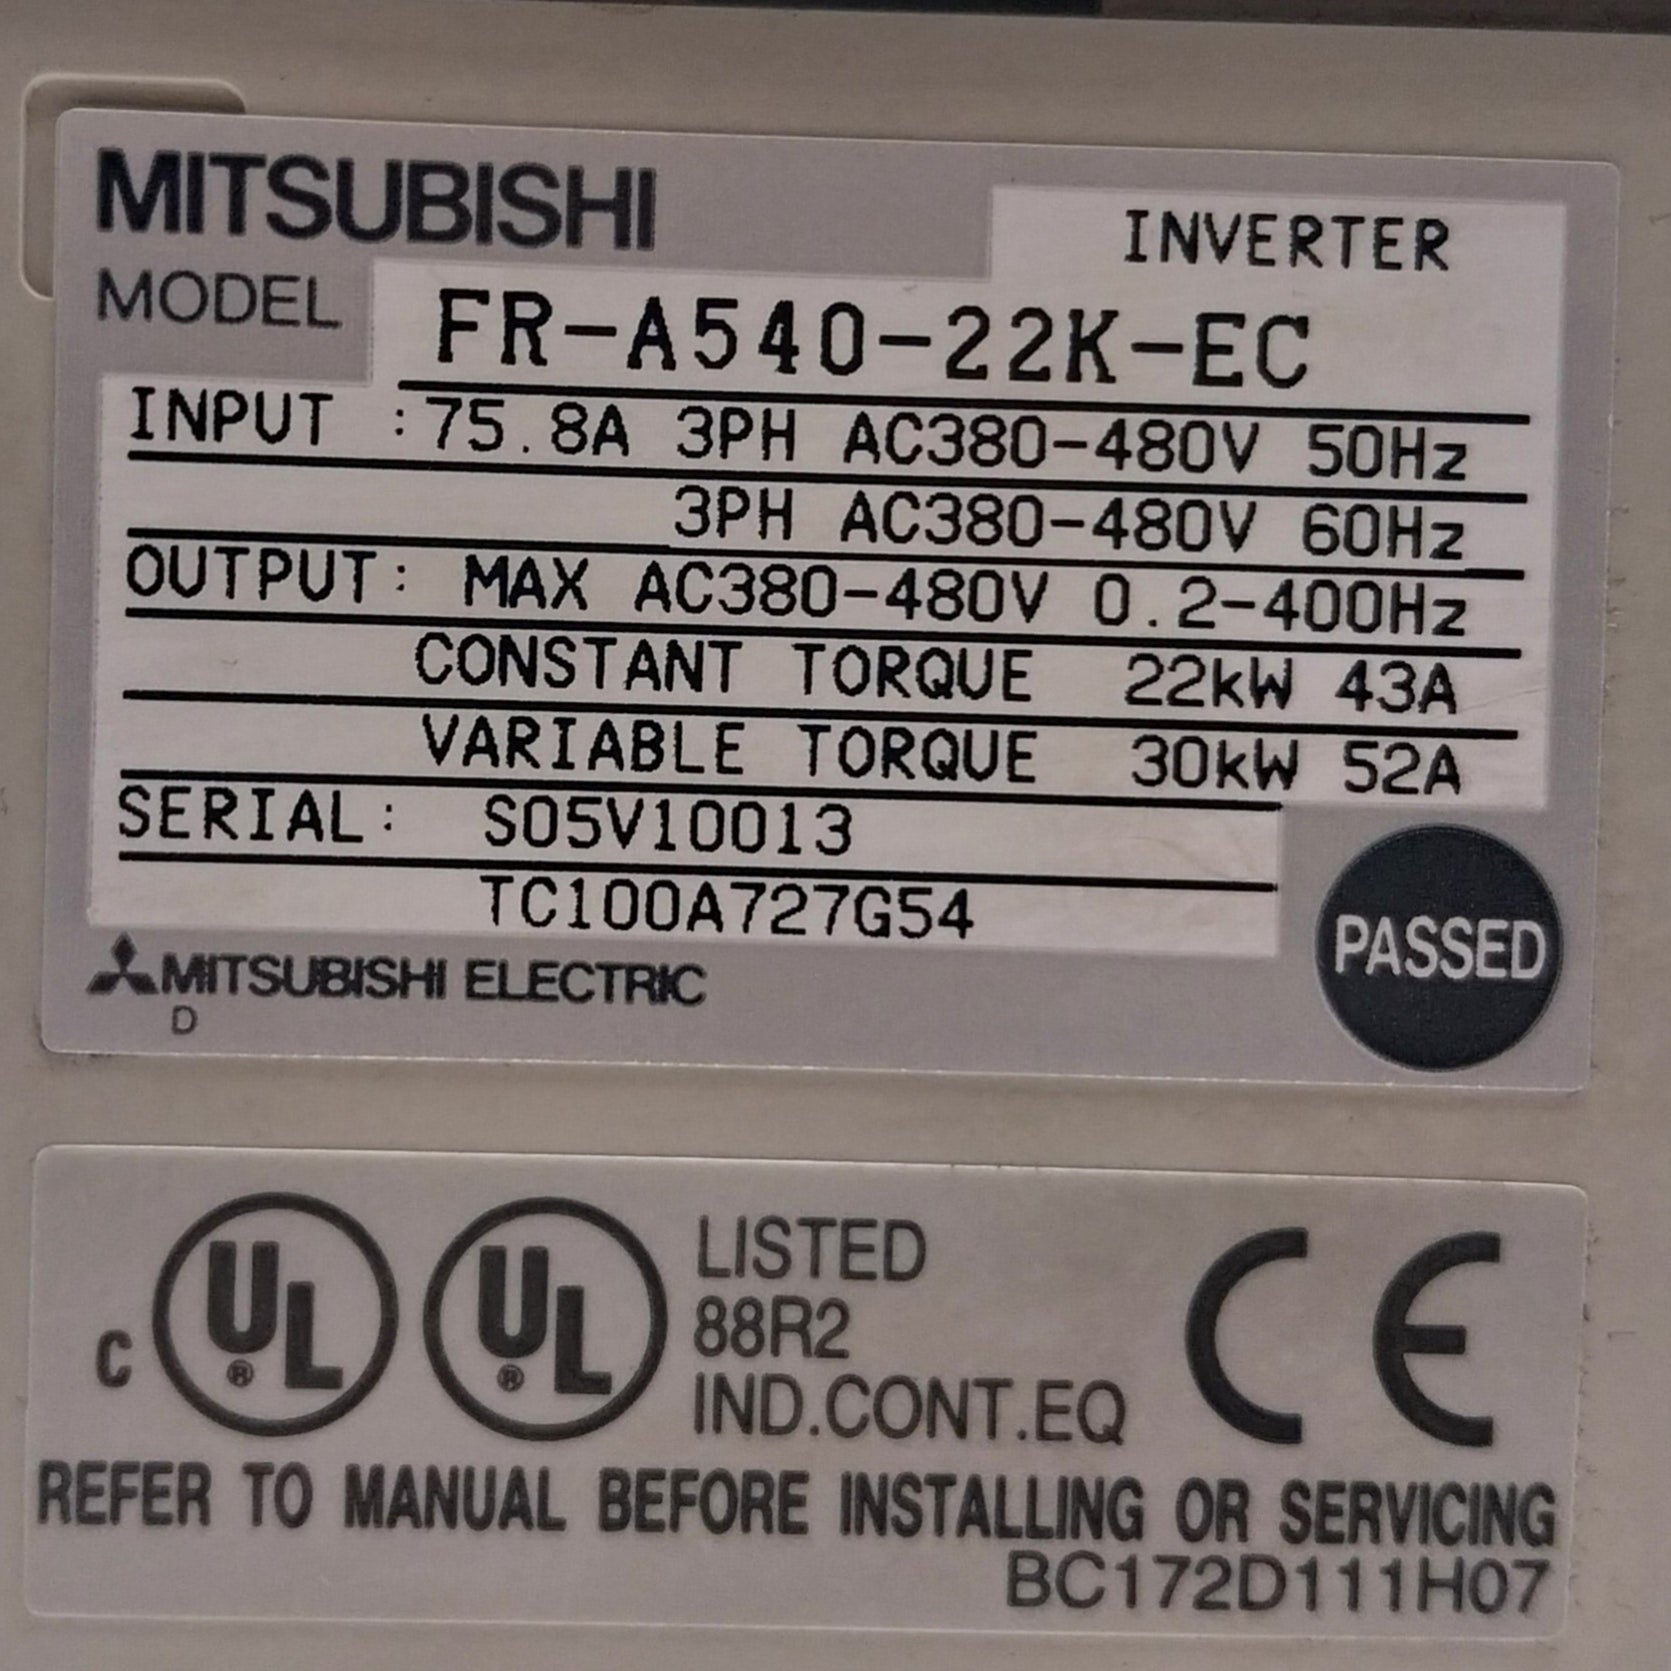 MITSUBISHI
INVERTER
MODEL FR-A540-22K-EC
INPUT :75.8A 3PH AC380-480V 50Hz
3PH AC380-480V 60Hz
OUTPUT: MAX AC380-480V 0.2-400Hz
CONSTANT TORQUE 22kW 43A
VARIABLE TORQUE 30kW 52A
SERIAL: S05V10013
TC100A727G54
PASSED
MITSUBISHI ELECTRIC
D
C UL® UL® LISTED
88R2
IND.CONT.EQ
CE
REFER TO MANUAL BEFORE INSTALLING OR SERVICING
BC172D111H07